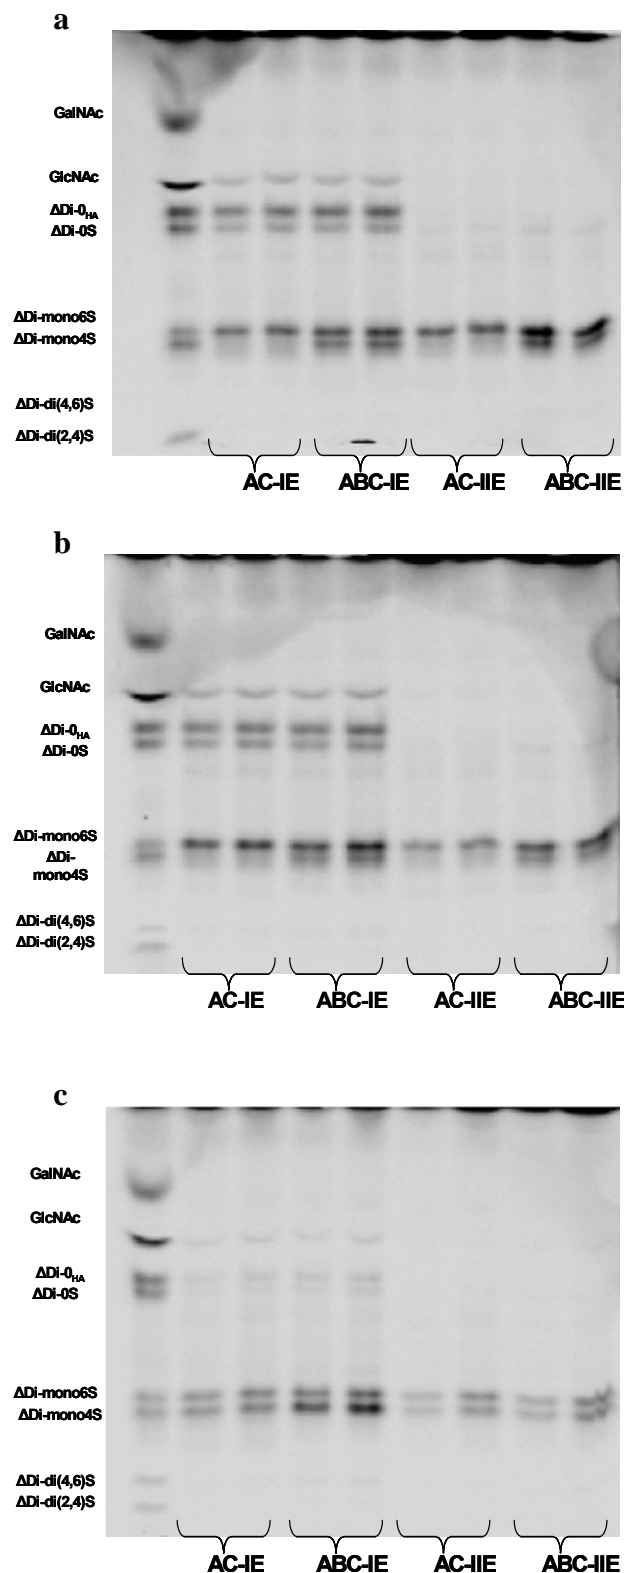 a
GalNAc
GlcNAc
ΔDi-0HA
ΔDi-0S
ΔDi-mono6S
ΔDi-mono4S
ΔDi-di(4,6)S
ΔDi-di(2,4)S
AC-IE ABC-IE AC-IIE ABC-IIE
b
GalNAc
GlcNAc
ΔDi-0HA
ΔDi-0S
ΔDi-mono6S
ΔDi-
mono4S
ΔDi-di(4,6)S
ΔDi-di(2,4)S
AC-IE ABC-IE AC-IIE ABC-IIE
c
GalNAc
GlcNAc
ΔDi-0HA
ΔDi-0S
ΔDi-mono6S
ΔDi-mono4S
ΔDi-di(4,6)S
ΔDi-di(2,4)S
AC-IE ABC-IE AC-IIE ABC-IIE